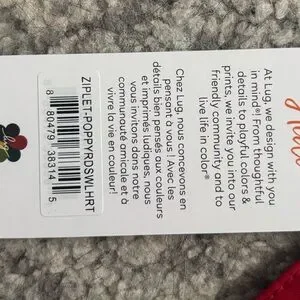 At Lug, we design with you
in mind®! From thoughtful
details to playful colors &
prints, we invite you into our
friendly community and to
live life in color®
Chez Lug, nous concevons en
pensant à vous ! Avec les
détails bien pensés aux couleurs
et imprimés ludiques, nous
vous invitons dans notre
communauté amicale et à
vivre la vie en couleur!
ZIPLET-POPPYRDSWLHRT
8 80479 38314 5